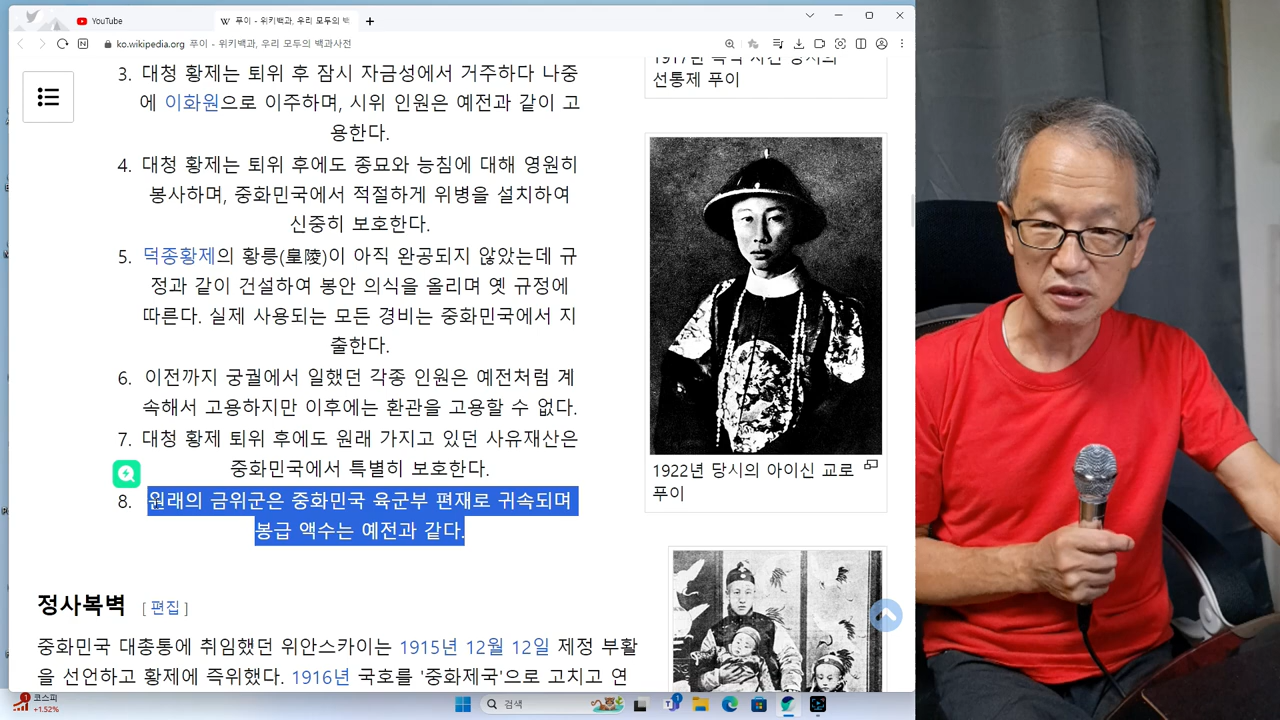 YouTube
푸이 - 위키백과, 우리 모두의 백
ko.wikipedia.org 푸이 - 위키백과, 우리 모두의 백과사전
3. 대청 황제는 퇴위 후 잠시 자금성에서 거주하다 나중
에 이화원으로 이주하며, 시위 인원은 예전과 같이 고
용한다.
4. 대청 황제는 퇴위 후에도 종묘와 능침에 대해 영원히
봉사하며, 중화민국에서 적절하게 위병을 설치하여
신중히 보호한다.
5. 덕종황제의 황릉(皇陵)이 아직 완공되지 않았는데 규
정과 같이 건설하여 봉안 의식을 올리며 옛 규정에
따른다. 실제 사용되는 모든 경비는 중화민국에서 지
출한다.
6. 이전까지 궁궐에서 일했던 각종 인원은 예전처럼 계
속해서 고용하지만 이후에는 환관을 고용할 수 없다.
7. 대청 황제 퇴위 후에도 원래 가지고 있던 사유재산은
중화민국에서 특별히 보호한다.
8. 원래의 금위군은 중화민국 육군부 편재로 귀속되며
봉급 액수는 예전과 같다.
정사복벽 [ 편집 ]
중화민국 대총통에 취임했던 위안스카이는 1915년 12월 12일 제정 부활
을 선언하고 황제에 즉위했다. 1916년 국호를 '중화제국'으로 고치고 연
선통제 푸이
1922년 당시의 아이신 교로
푸이
코스피
+1.52%
검색